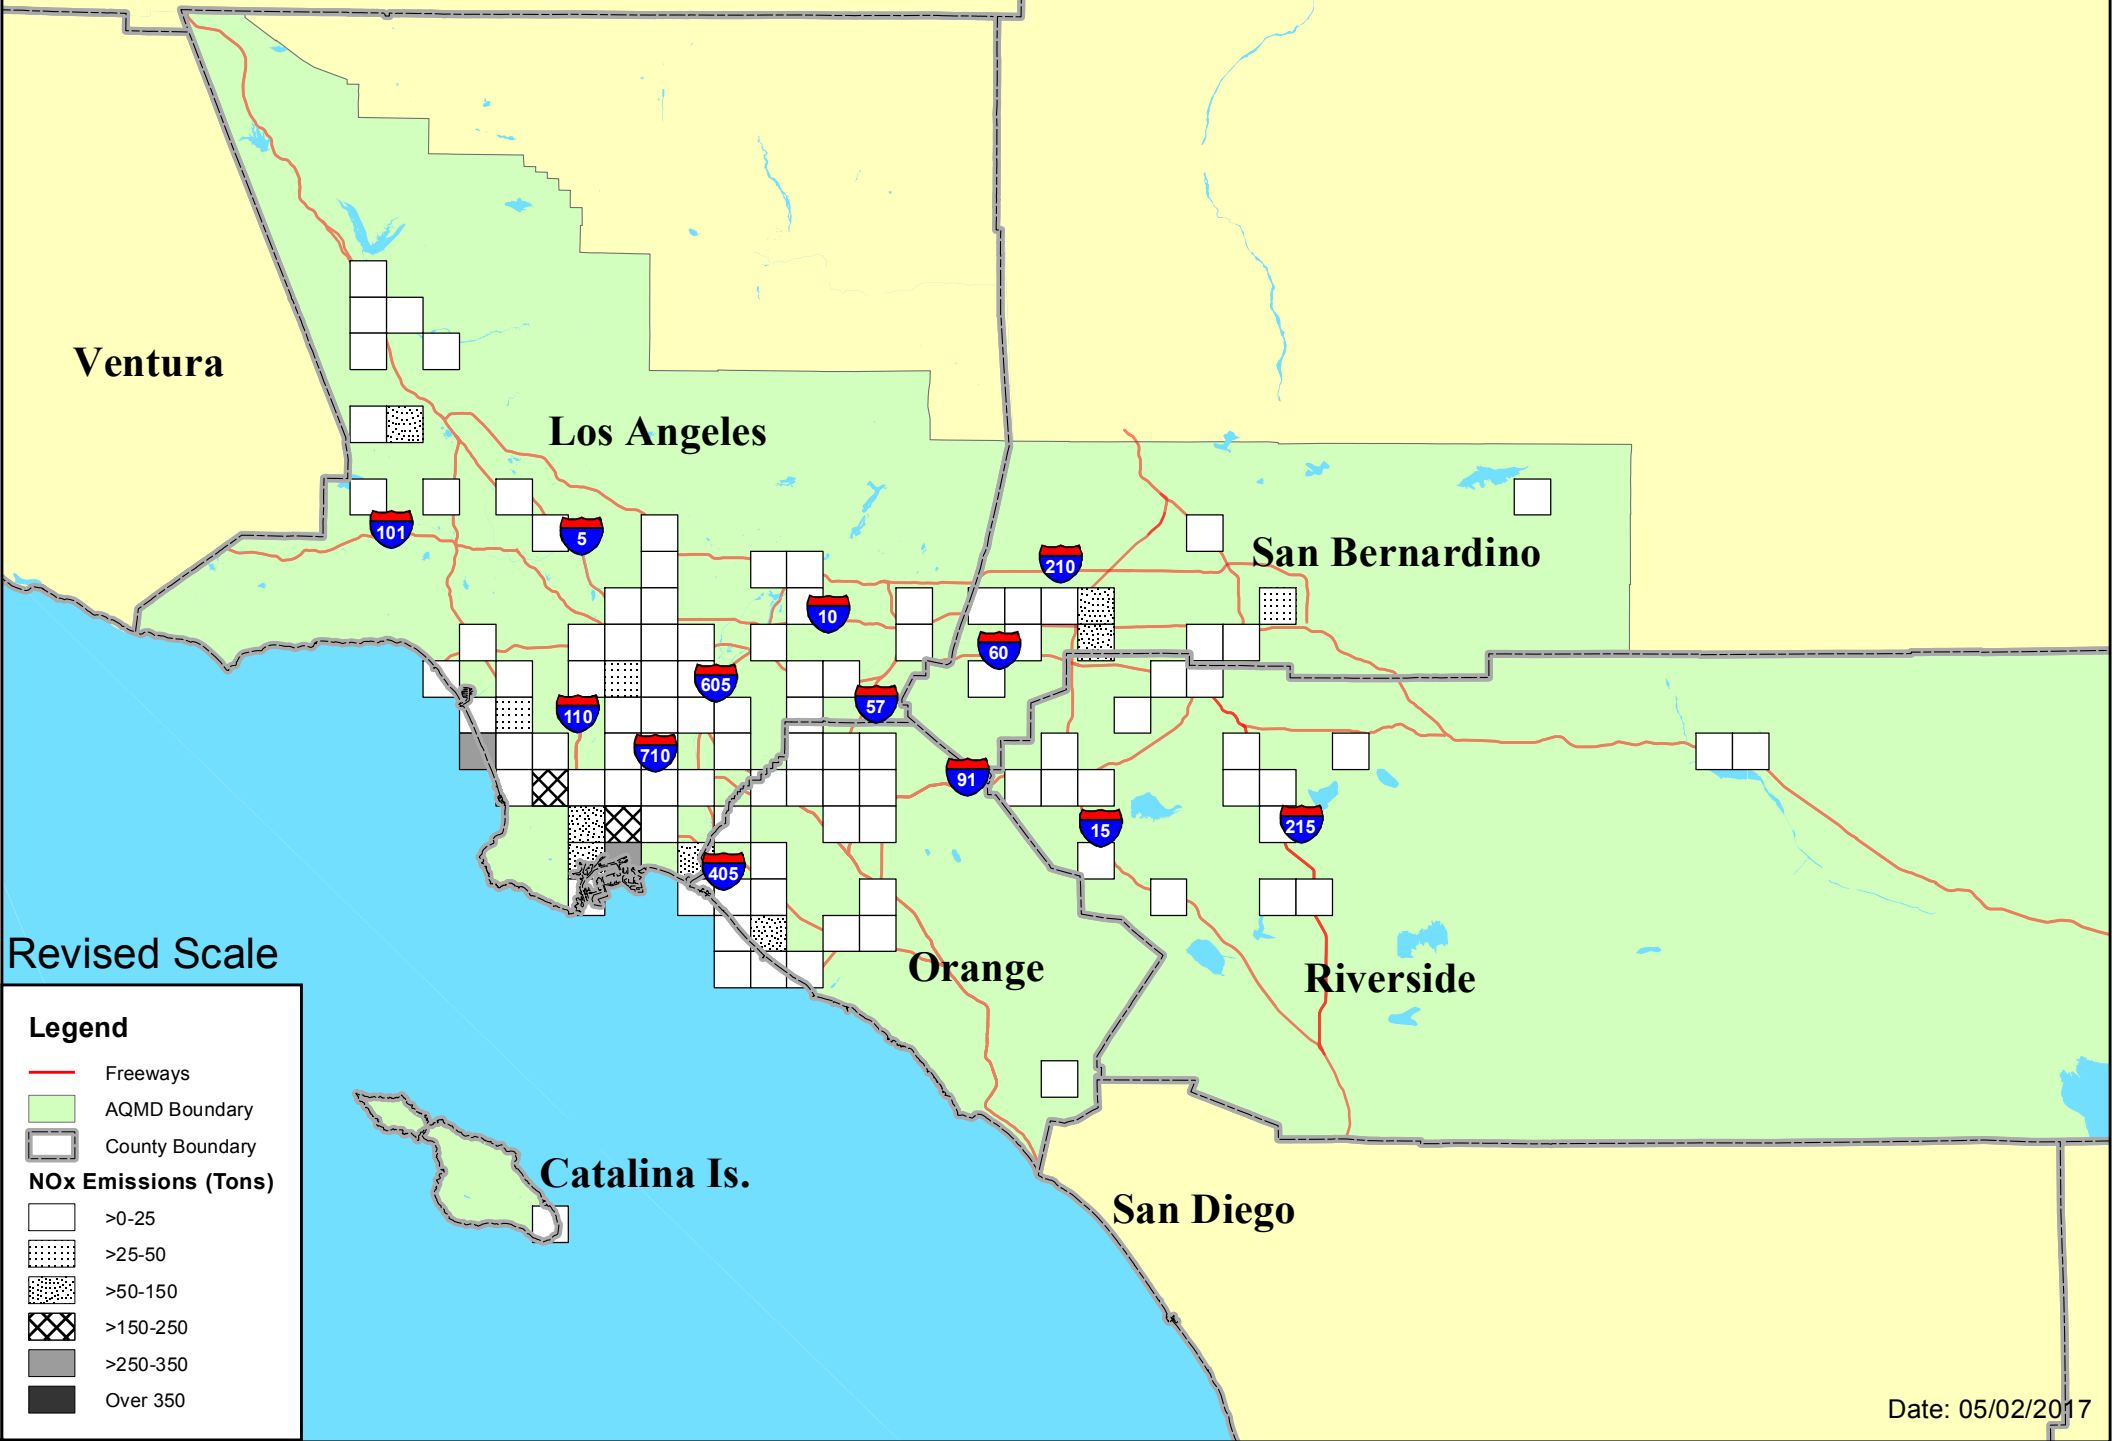 Ventura
Los Angeles
101
5
San Bernardino
210
10
60
605
57
110
710
91
15
215
405
Revised Scale
Orange
Riverside
Legend
Freeways
AQMD Boundary
County Boundary
NOx Emissions (Tons)
>0-25
>25-50
>50-150
>150-250
>250-350
Over 350
Catalina Is.
San Diego
Date: 05/02/2017